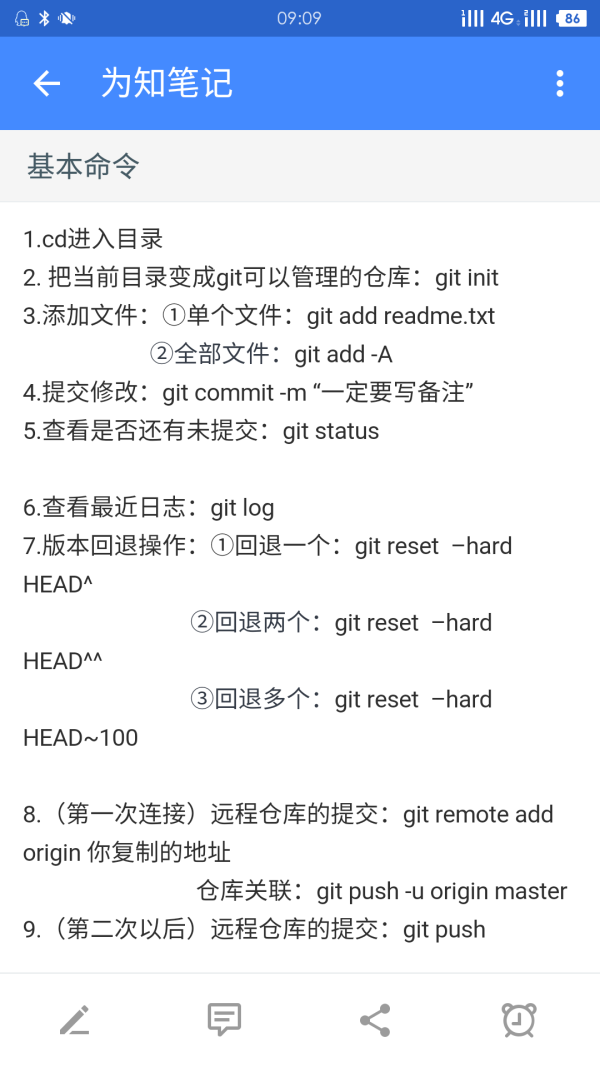 09:09
4G
86
为知笔记
基本命令
1.cd进入目录
2. 把当前目录变成git可以管理的仓库：git init
3.添加文件：①单个文件：git add readme.txt
②全部文件：git add -A
4.提交修改：git commit -m “一定要写备注”
5.查看是否还有未提交：git status
6.查看最近日志：git log
7.版本回退操作：①回退一个：git reset  –hard
HEAD^
②回退两个：git reset  –hard
HEAD^^
③回退多个：git reset  –hard
HEAD~100
8.（第一次连接）远程仓库的提交：git remote add
origin 你复制的地址
仓库关联：git push -u origin master
9.（第二次以后）远程仓库的提交：git push